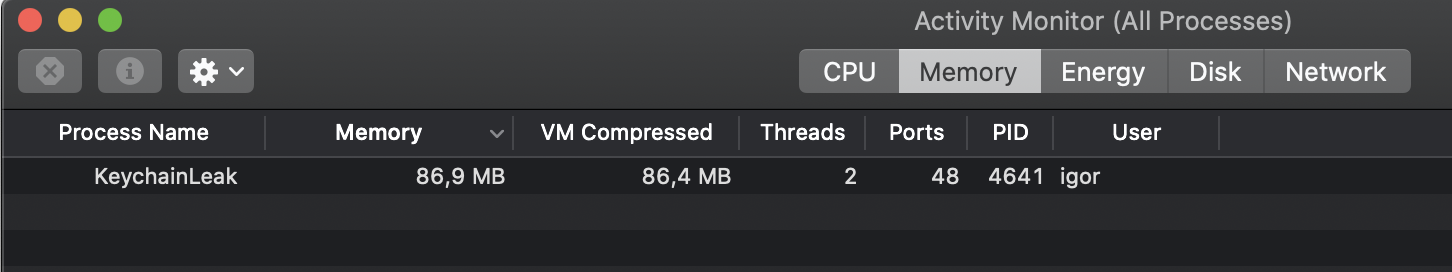 Activity Monitor (All Processes)
CPU Memory Energy Disk Network
Process Name Memory VM Compressed Threads Ports PID User
KeychainLeak 86,9 MB 86,4 MB 2 48 4641 igor